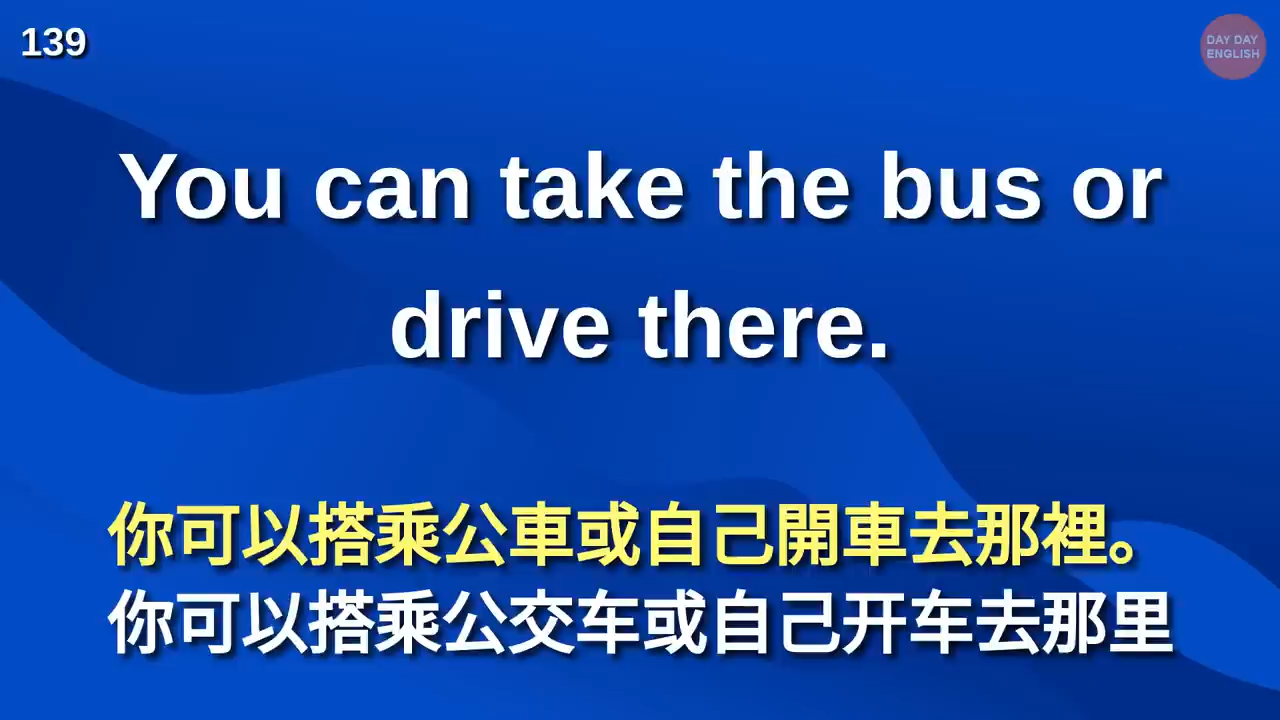 139
DAY DAY
ENGLISH
You can take the bus or
drive there.
你可以搭乘公車或自己開車去那裡。
你可以搭乘公交车或自己开车去那里